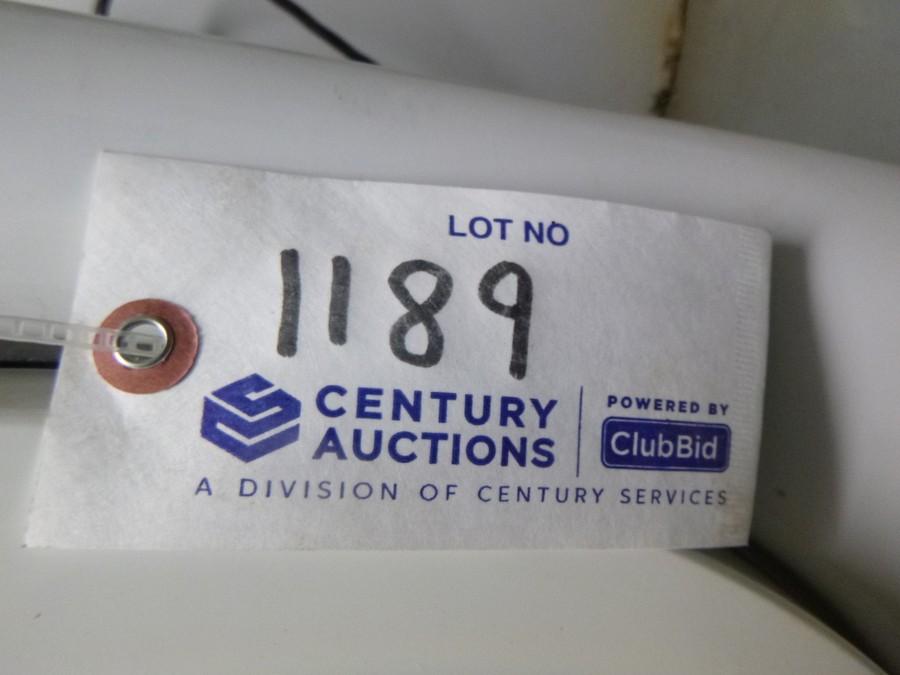 LOT NO
1189
CENTURY
AUCTIONS
POWERED BY
ClubBid
A DIVISION OF CENTURY SERVICES